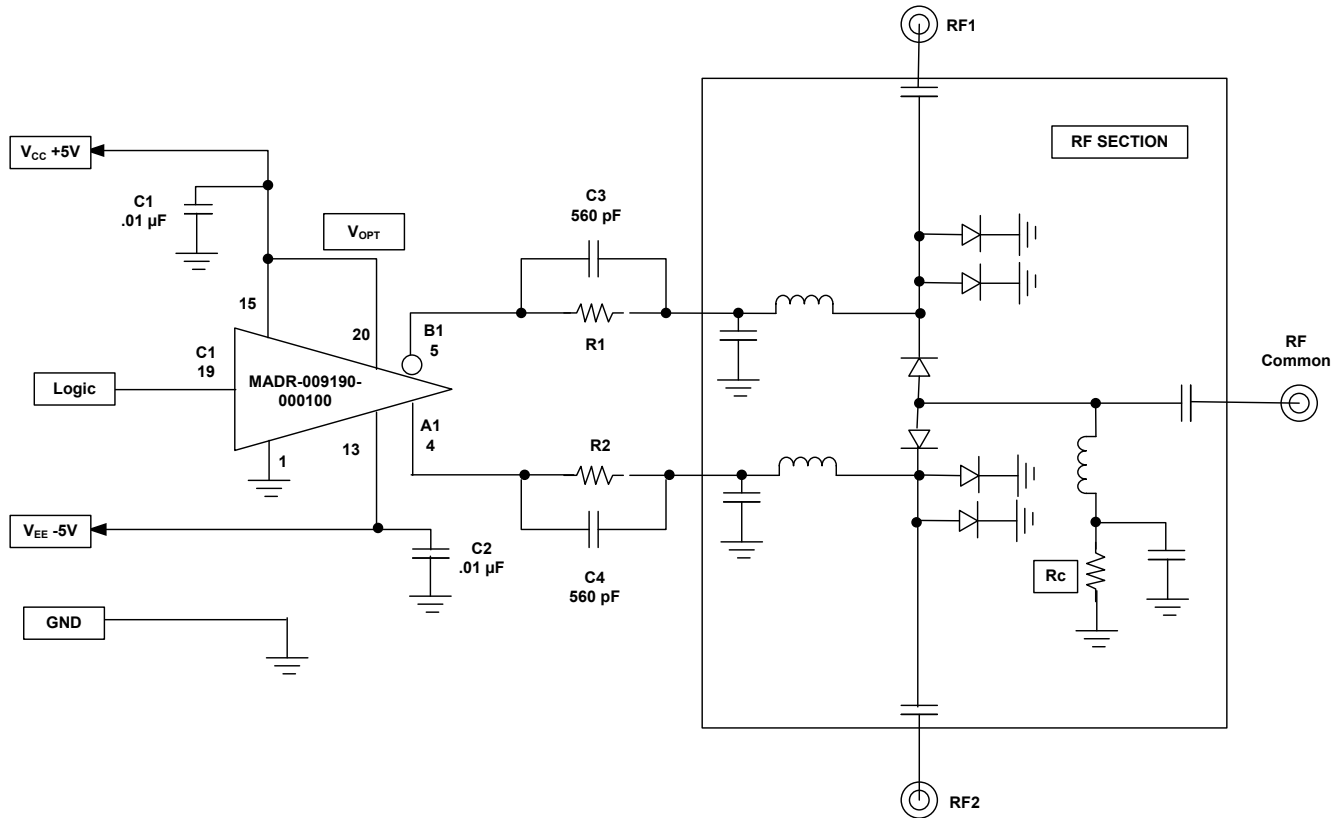 RF1
RF SECTION
VCC +5V
C1
.01 µF
VOPT
C3
560 pF
15
20
B1
5
R1
C1
19
Logic
MADR-009190-
000100
RF
Common
1
13
A1
4
R2
VEE -5V
C2
.01 µF
C4
560 pF
Rc
GND
RF2